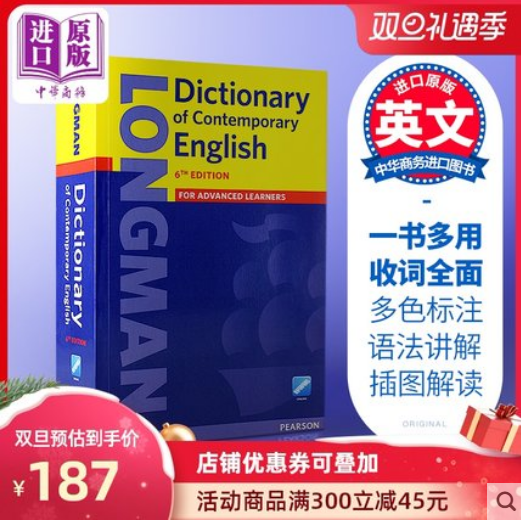 进口
原版
中华商务
双旦礼遇季
LONGMAN
Dictionary
of Contemporary
English
6TH EDITION
FOR ADVANCED LEARNERS
PEARSON
NGMAN
Dictionary
of Contemporary
English
6TH EDITION
进口原版
英文
中华商务进口图书
-
一书多用
收词全面
多色标注
语法讲解
插图解读
ORIGINAL
双旦预估到手价
￥187
店铺优惠券可叠加
活动商品满300立减45元